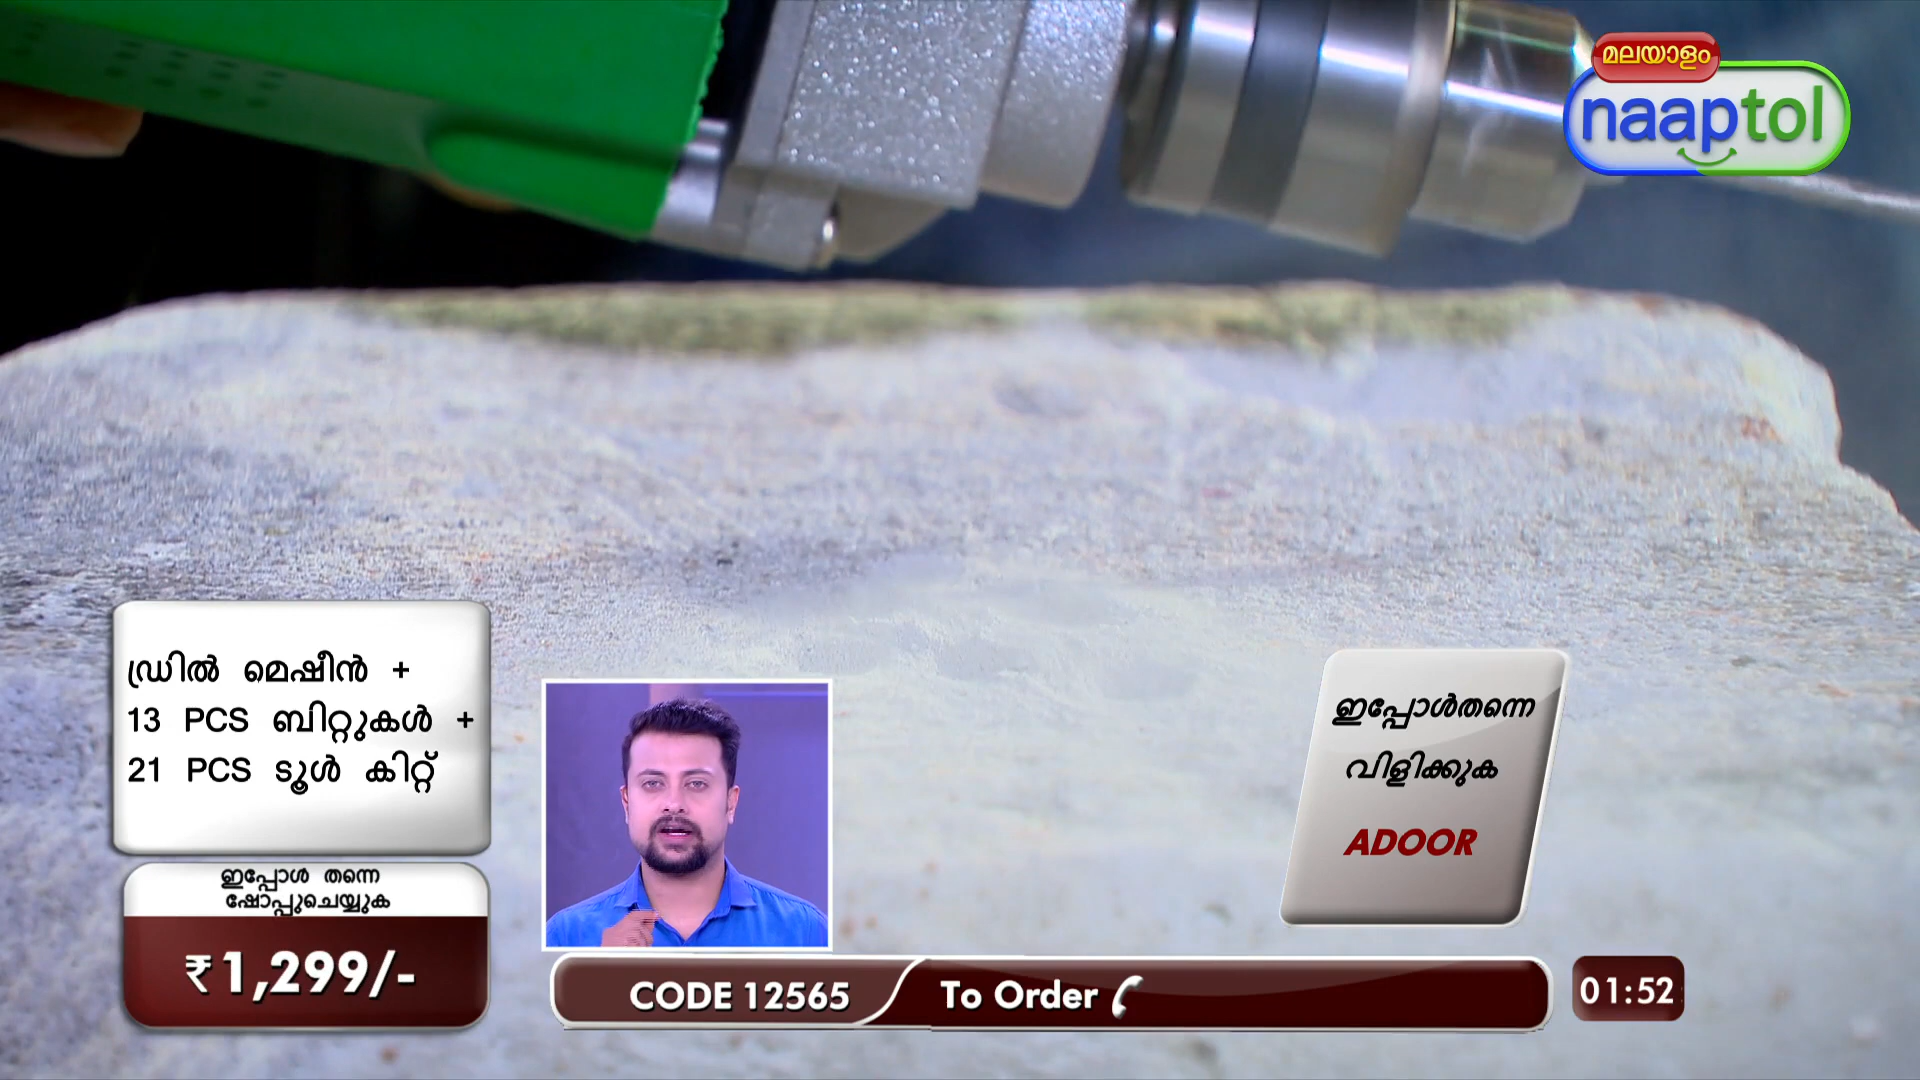 മലയാളം
naaptol
ഡ്രിൽ മെഷീൻ +
13 PCS ബിറ്റുകൾ +
21 PCS ടൂൾ കിറ്റ്
ഇപ്പോൾ തന്നെ
ഷോപ്പുചെയ്യുക
₹1,299/-
ഇപ്പോൾതന്നെ
വിളിക്കുക
ADOOR
CODE 12565
To Order
01:52